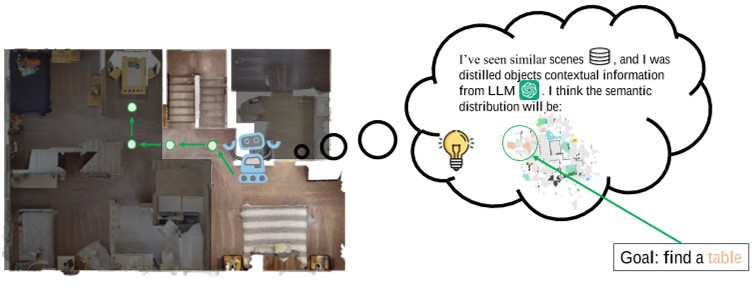 I've seen similar scenes , and I was
distilled objects contextual information
from LLM . I think the semantic
distribution will be:
Goal: find a table